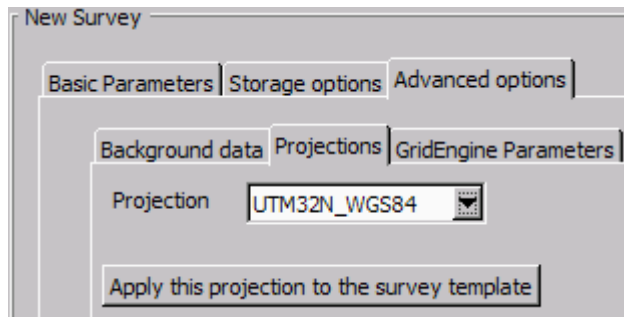 New Survey
Basic Parameters Storage options Advanced options
Background data Projections GridEngine Parameters
Projection UTM32N_WGS84
Apply this projection to the survey template